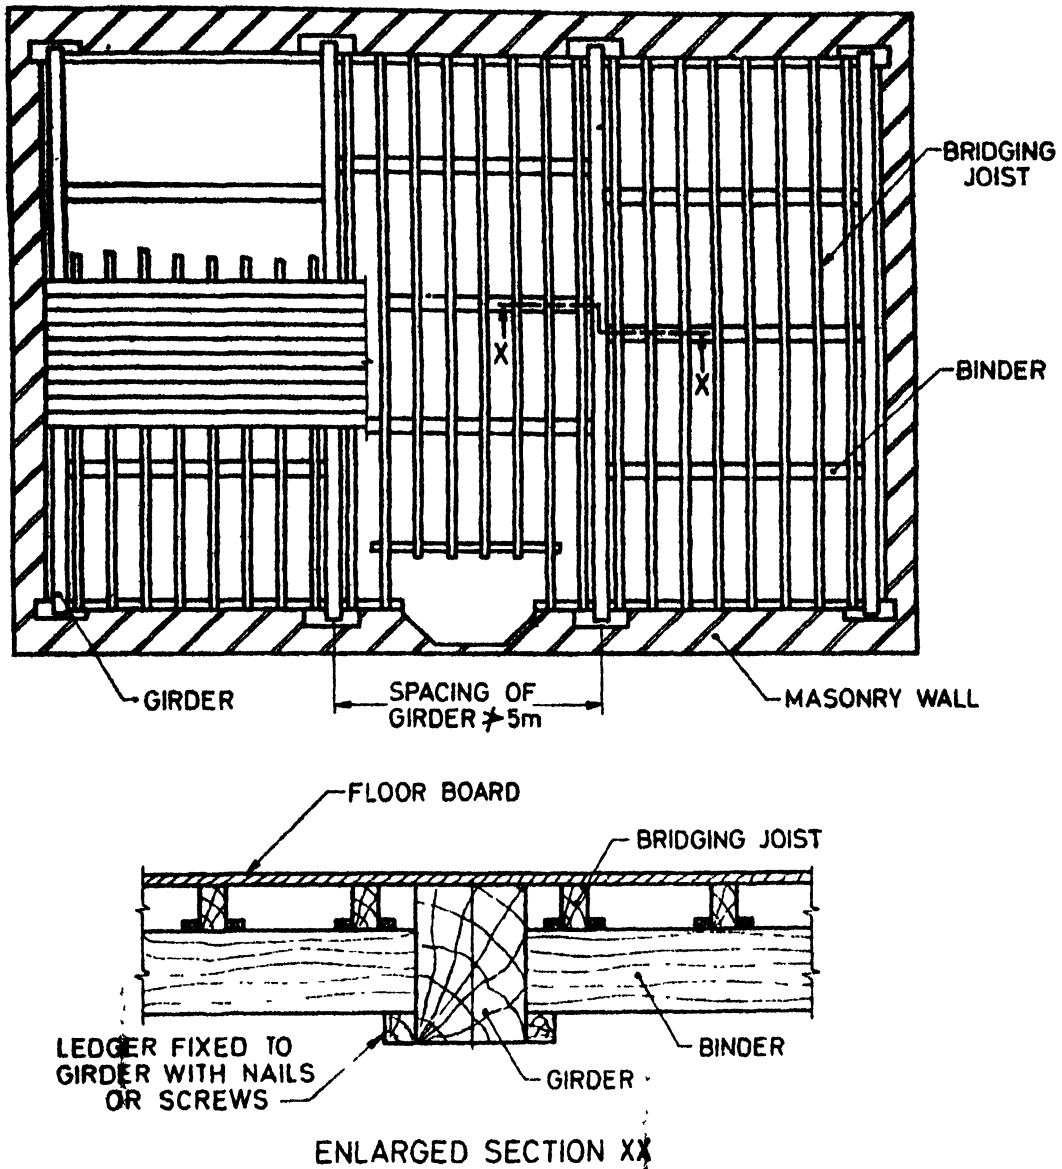 BRIDGING
JOIST
X
X
BINDER
GIRDER
SPACING OF
GIRDER ≯ 5m
MASONRY WALL
FLOOR BOARD
BRIDGING JOIST
LEDGER FIXED TO
GIRDER WITH NAILS
OR SCREWS
GIRDER
BINDER
ENLARGED SECTION XX